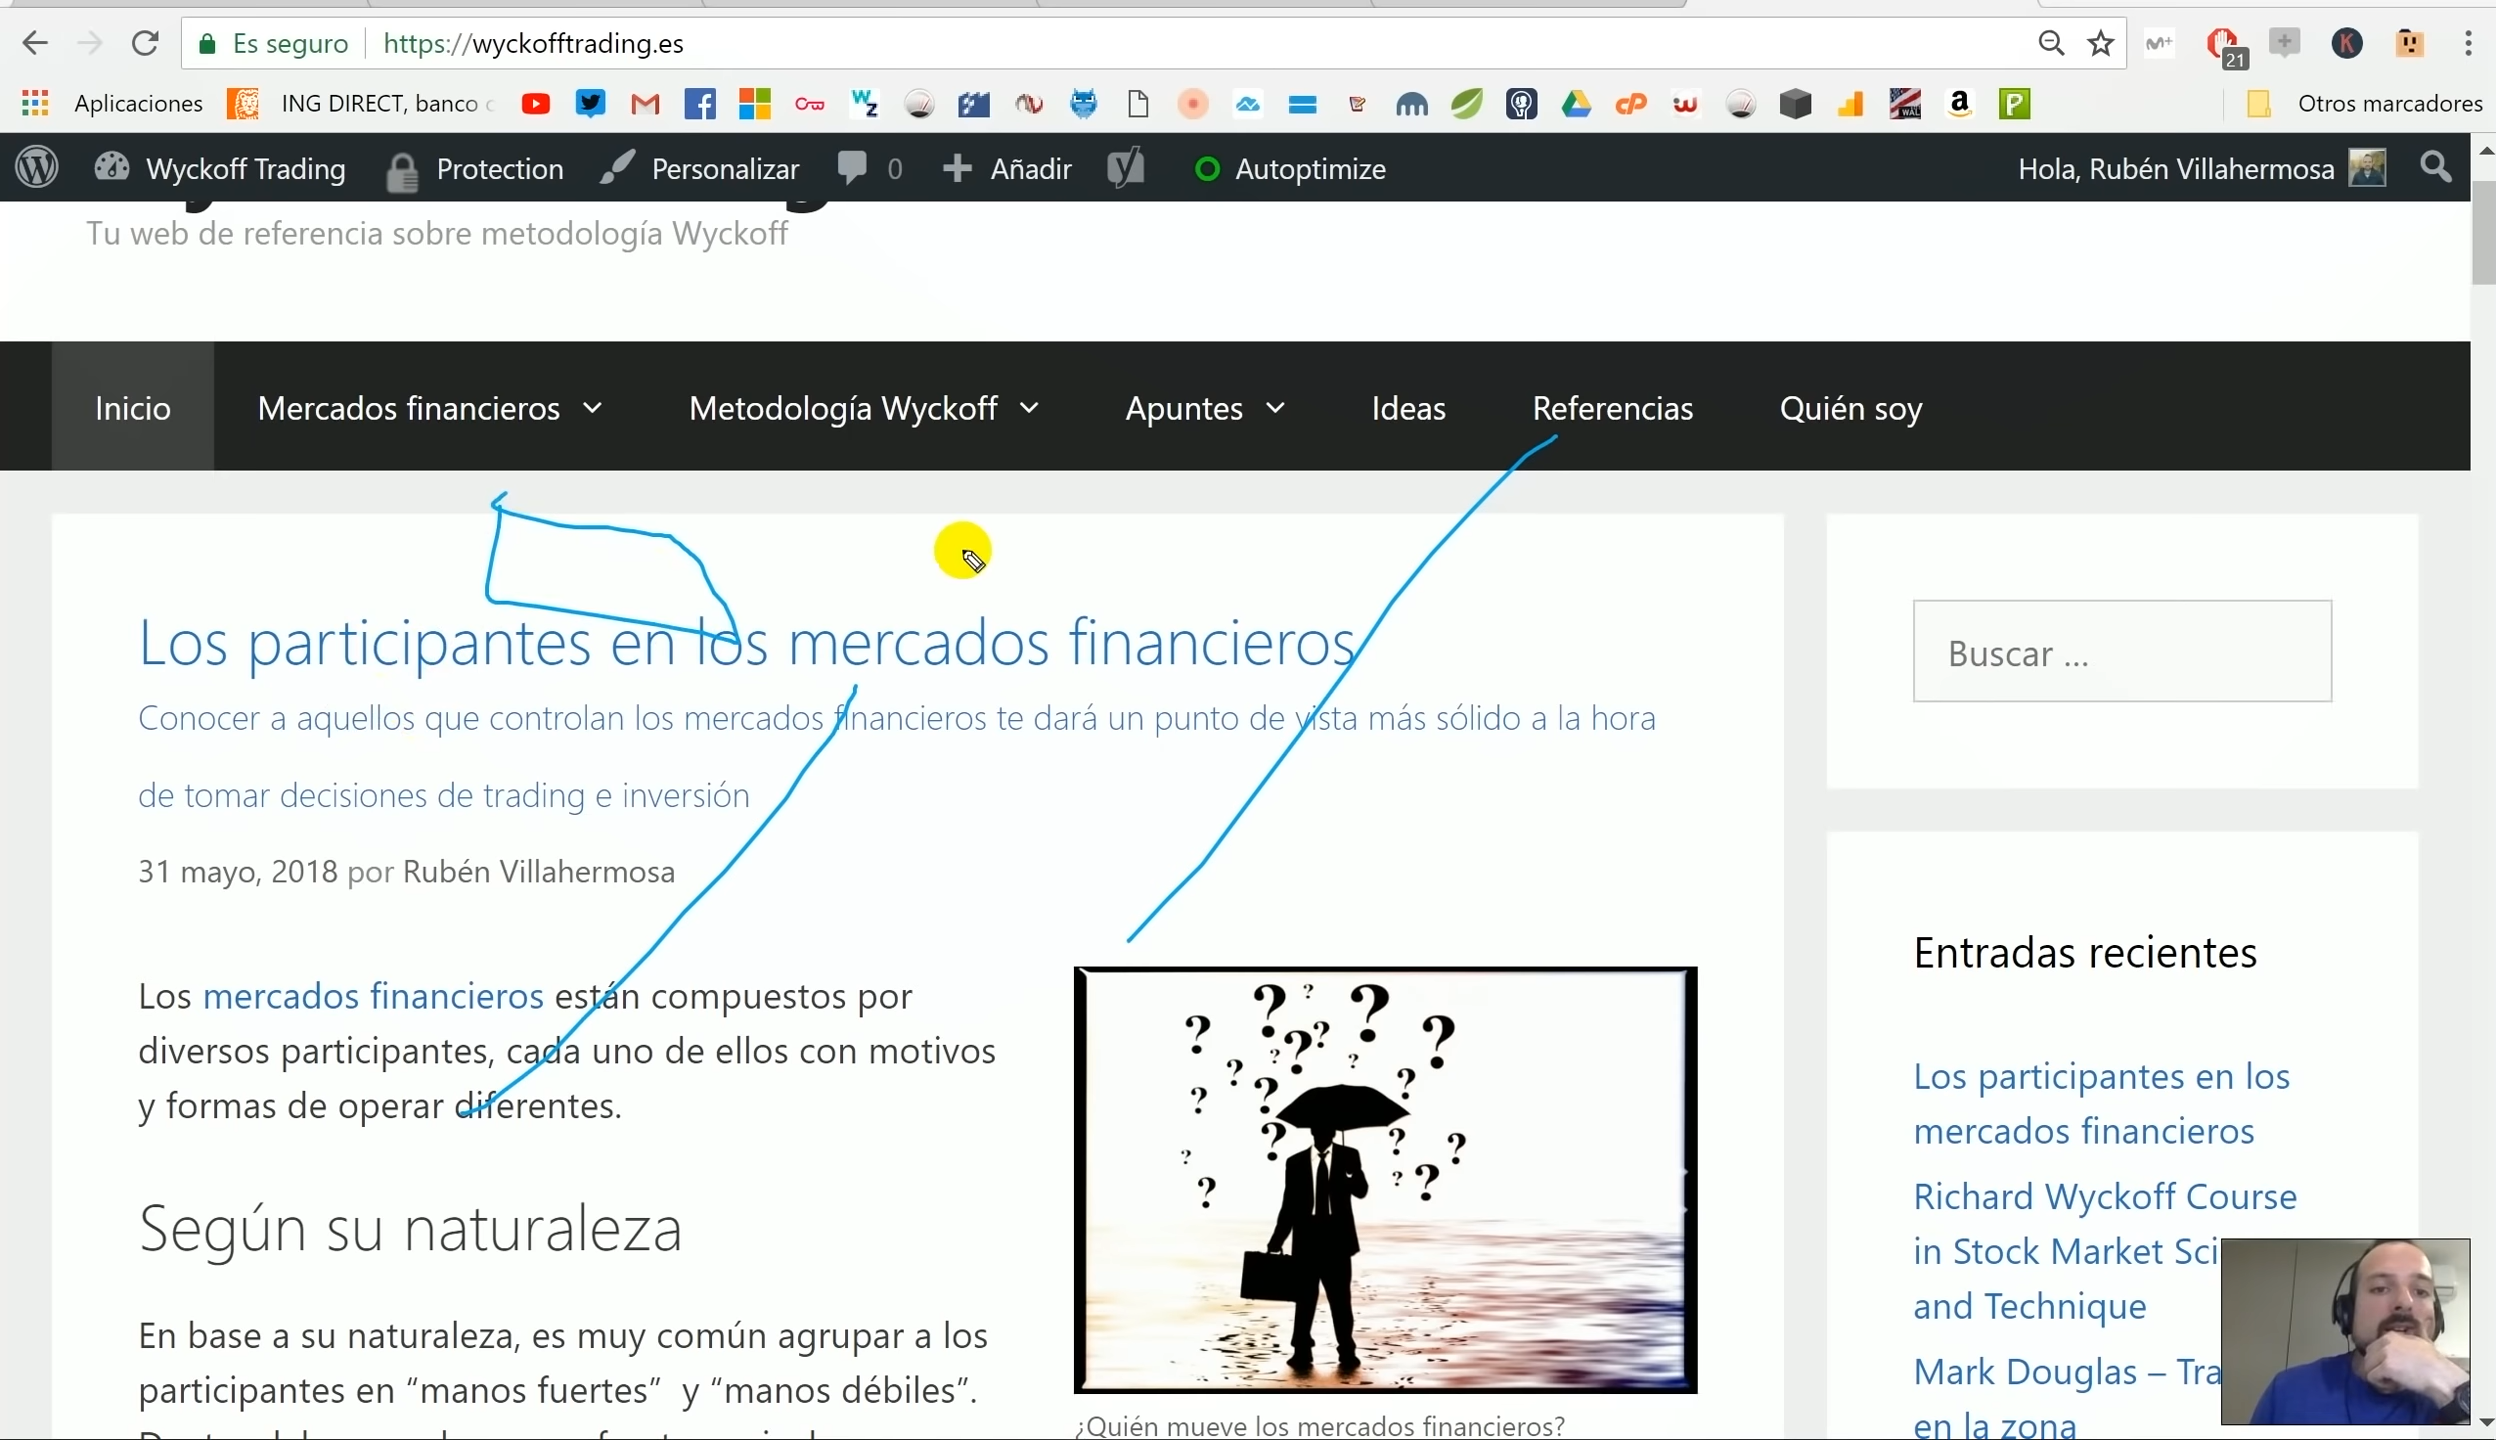 Es seguro https://wyckofftrading.es
21
Aplicaciones ING DIRECT, banco Otros marcadores
Wyckoff Trading Protection Personalizar 0 Añadir Autoptimize Hola, Rubén Villahermosa
Tu web de referencia sobre metodología Wyckoff
Inicio Mercados financieros Metodología Wyckoff Apuntes Ideas Referencias Quién soy
Los participantes en los mercados financieros
Conocer a aquellos que controlan los mercados financieros te dará un punto de vista más sólido a la hora
de tomar decisiones de trading e inversión
31 mayo, 2018 por Rubén Villahermosa
Los mercados financieros están compuestos por
diversos participantes, cada uno de ellos con motivos
y formas de operar diferentes.
Según su naturaleza
En base a su naturaleza, es muy común agrupar a los
participantes en “manos fuertes” y “manos débiles”.
¿Quién mueve los mercados financieros?
Buscar ...
Entradas recientes
Los participantes en los
mercados financieros
Richard Wyckoff Course
in Stock Market Sci
and Technique
Mark Douglas – Tra
en la zona